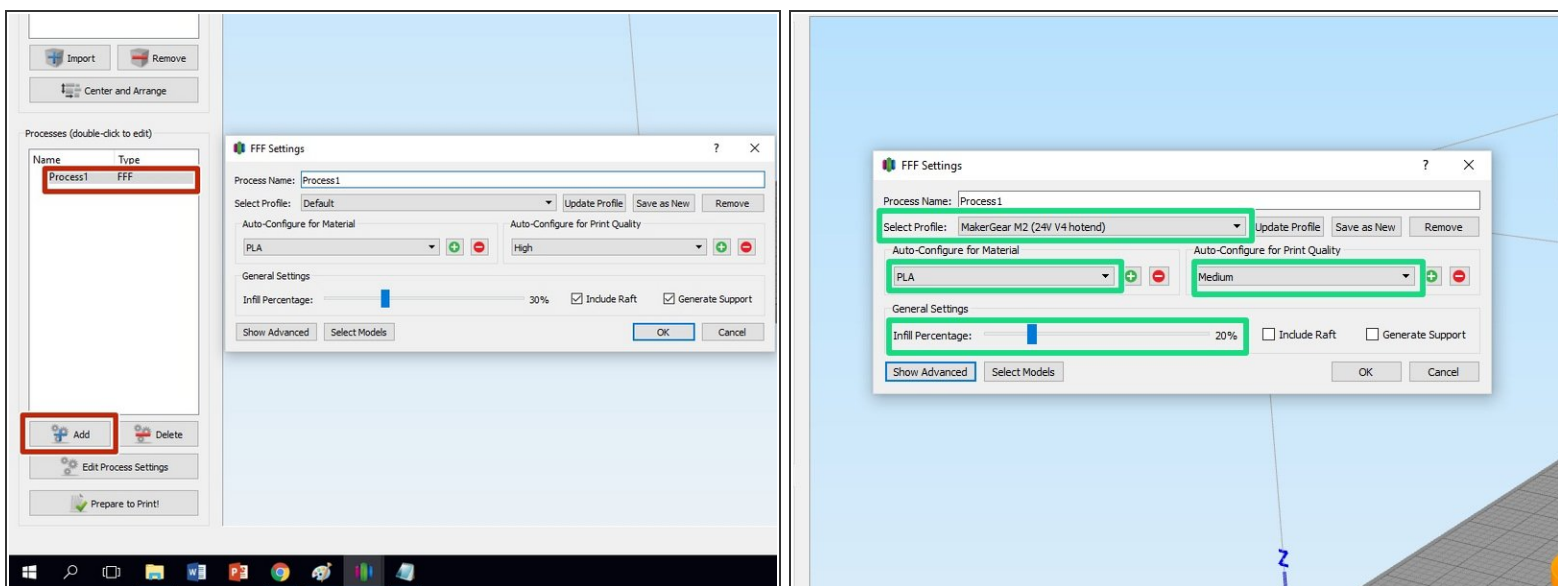 Import Remove
Center and Arrange
Processes (double-click to edit)
Name Type
Process1 FFF
Add Delete
Edit Process Settings
Prepare to Print!
FFF Settings ?
Process Name: Process1
Select Profile: Default Update Profile Save as New Remove
Auto-Configure for Material Auto-Configure for Print Quality
PLA High
General Settings
Infill Percentage: 30% Include Raft Generate Support
Show Advanced Select Models OK Cancel
FFF Settings ?
Process Name: Process1
Select Profile: MakerGear M2 (24V V4 hotend) Update Profile Save as New Remove
Auto-Configure for Material Auto-Configure for Print Quality
PLA Medium
General Settings
Infill Percentage: 20% Include Raft Generate Support
Show Advanced Select Models OK Cancel
Z